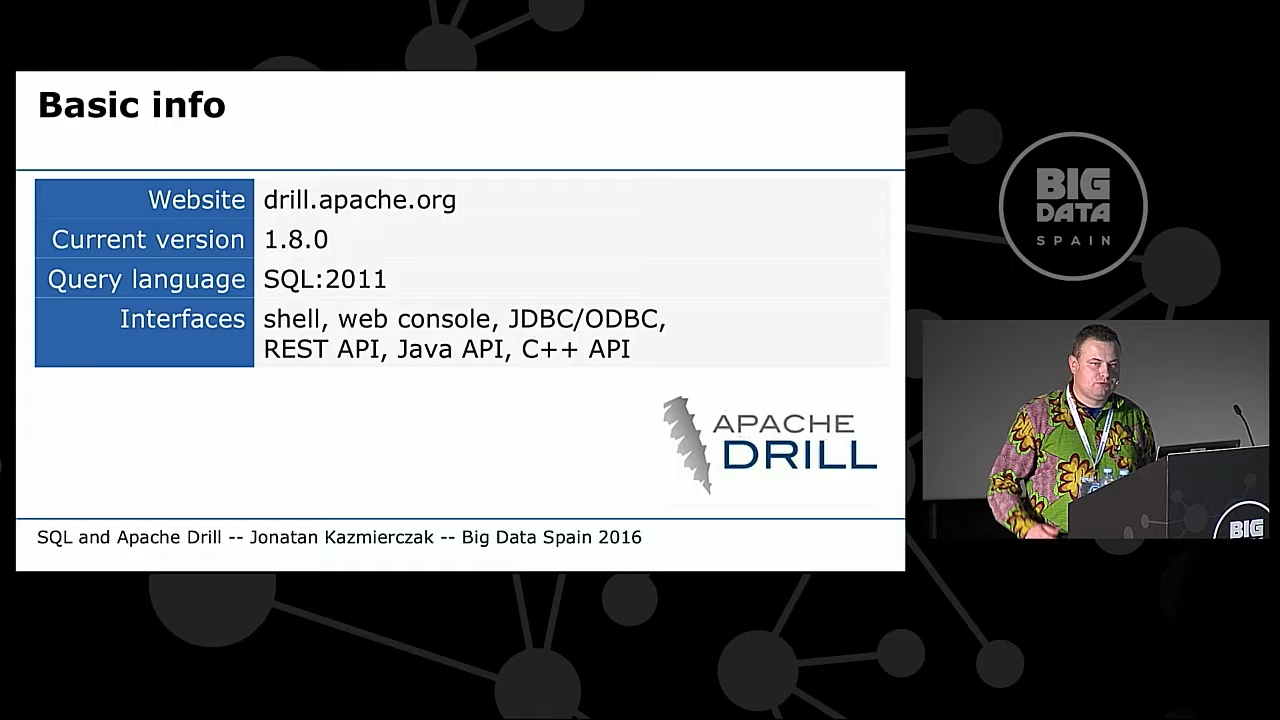 Basic info
Website drill.apache.org
Current version 1.8.0
Query language SQL:2011
Interfaces shell, web console, JDBC/ODBC,
REST API, Java API, C++ API
APACHE
DRILL
SQL and Apache Drill -- Jonatan Kazmierczak -- Big Data Spain 2016
BIG
DATA
SPAIN
BIG